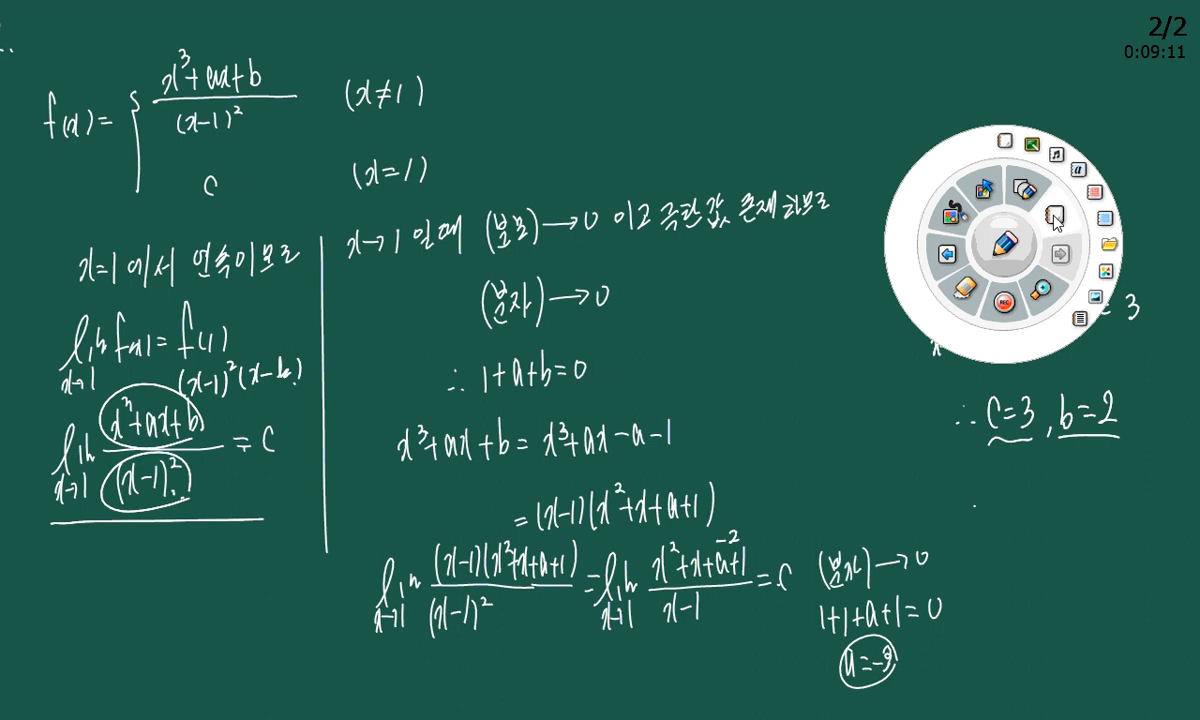 2/2
0:09:11
f(x) = { x³+ax+b / (x-1)² (x≠1)
c (x=1)
x=1 에서 연속이므로
lim x→1 f(x) = f(1)
(x-1)²(x-k)
lim x→1 x³+ax+b / (x-1)² = c
x→1 일때 (분모)→0 이고 극한값 존재하므로
(분자)→0
∴ 1+a+b=0
x³+ax+b = x³+ax-a-1
= (x-1)(x²+x+a+1)
lim x→1 (x-1)(x²+x+a+1) / (x-1)² = lim x→1 x²+x+a+1 / x-1 = c
-2
(분자)→0
1+1+a+1=0
a=-3
= 3
∴ c=3, b=2